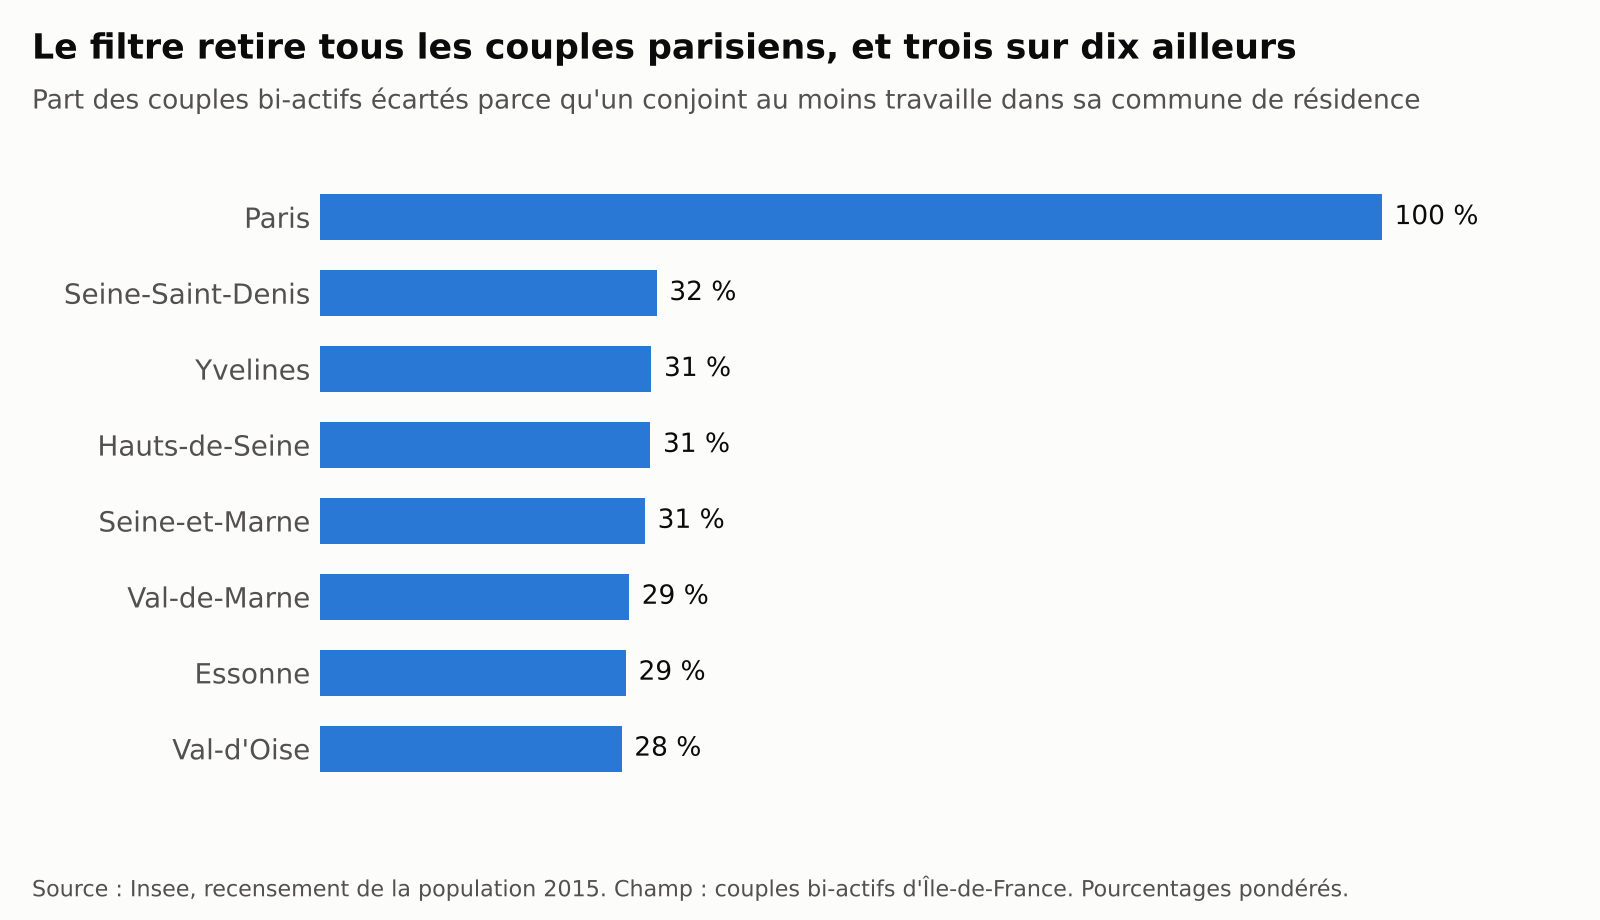 Le filtre retire tous les couples parisiens, et trois sur dix ailleurs
Part des couples bi-actifs écartés parce qu'un conjoint au moins travaille dans sa commune de résidence
Paris 100 %
Seine-Saint-Denis 32 %
Yvelines 31 %
Hauts-de-Seine 31 %
Seine-et-Marne 31 %
Val-de-Marne 29 %
Essonne 29 %
Val-d'Oise 28 %
Source : Insee, recensement de la population 2015. Champ : couples bi-actifs d'Île-de-France. Pourcentages pondérés.